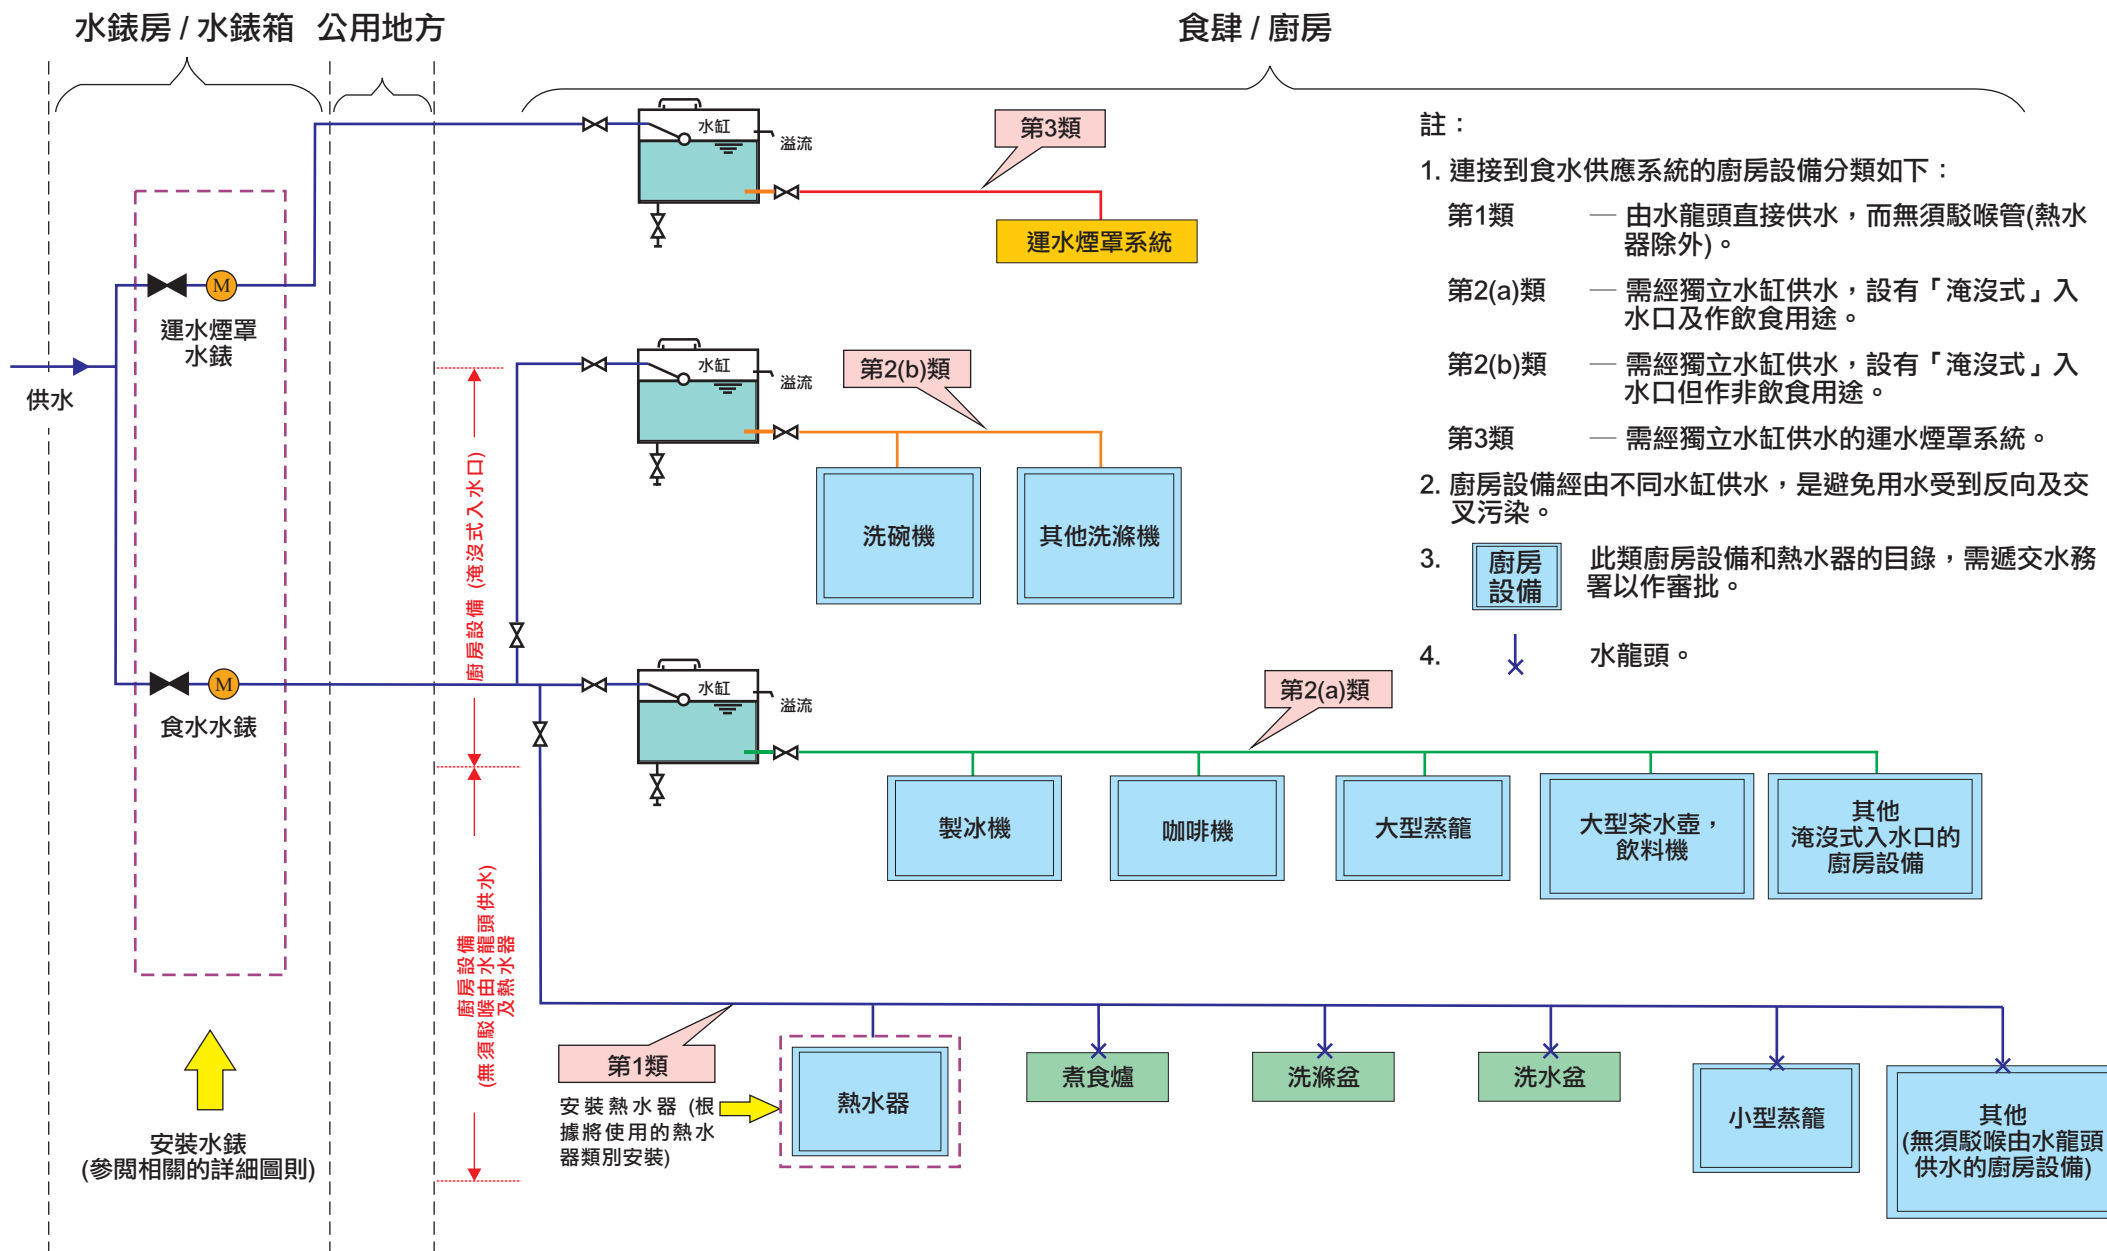 水錶房 / 水錶箱
公用地方
食肆 / 廚房
水缸
溢流
第3類
運水煙罩系統
M
運水煙罩
水錶
供水
水缸
溢流
第2(b)類
洗碗機
其他洗滌機
廚房設備 (淹沒式入水口)
M
食水水錶
水缸
溢流
第2(a)類
製冰機
咖啡機
大型蒸籠
大型茶水壺，
飲料機
其他
淹沒式入水口的
廚房設備
廚房設備
(無須駁喉由水龍頭供水)
及熱水器
第1類
安裝熱水器 (根
據將使用的熱水
器類別安裝)
熱水器
煮食爐
洗滌盆
洗水盆
小型蒸籠
其他
(無須駁喉由水龍頭
供水的廚房設備)
安裝水錶
(參閱相關的詳細圖則)
註：
1. 連接到食水供應系統的廚房設備分類如下：
第1類 — 由水龍頭直接供水，而無須駁喉管(熱水
器除外)。
第2(a)類 — 需經獨立水缸供水，設有「淹沒式」入
水口及作飲食用途。
第2(b)類 — 需經獨立水缸供水，設有「淹沒式」入
水口但作非飲食用途。
第3類 — 需經獨立水缸供水的運水煙罩系統。
2. 廚房設備經由不同水缸供水，是避免用水受到反向及交
叉污染。
3. 廚房
設備
此類廚房設備和熱水器的目錄，需遞交水務
署以作審批。
4. 水龍頭。